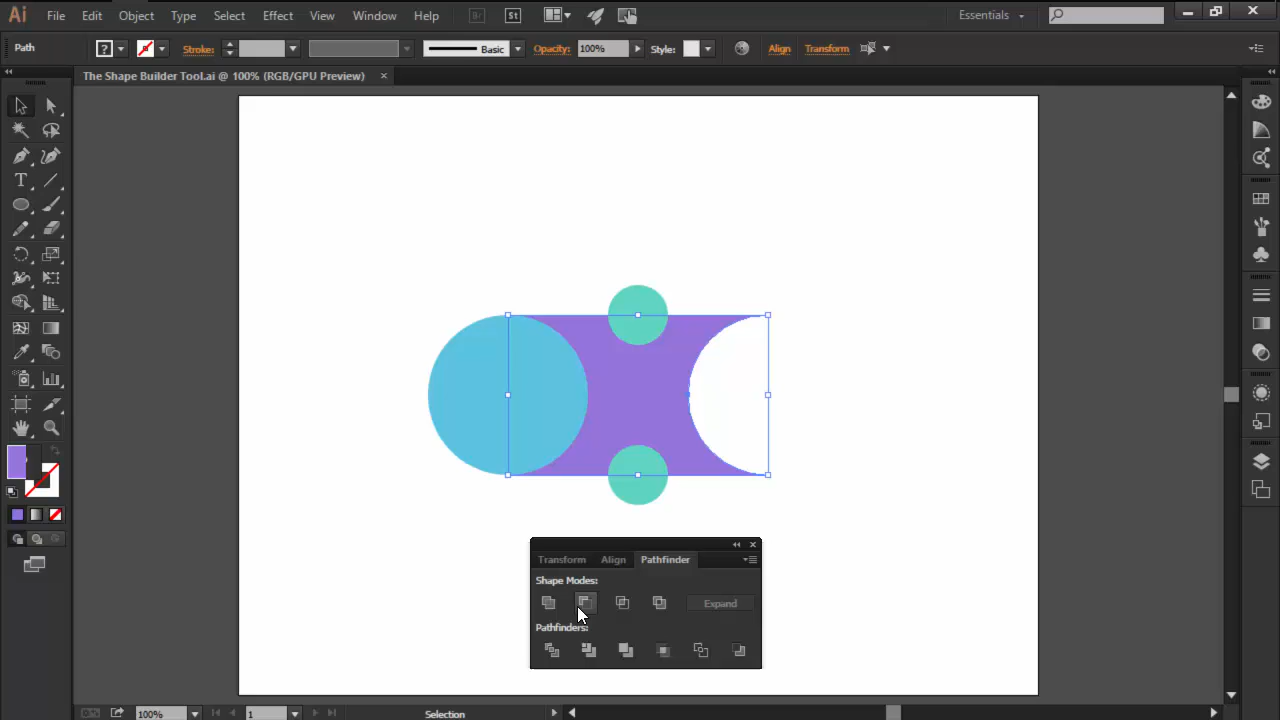 Ai File Edit Object Type Select Effect View Window Help Br St Essentials
Path ? Stroke: Basic Opacity: 100% Style: Align Transform
The Shape Builder Tool.ai @ 100% (RGB/GPU Preview) ×
T
Transform Align Pathfinder
Shape Modes:
Expand
Pathfinders:
100% 1 Selection